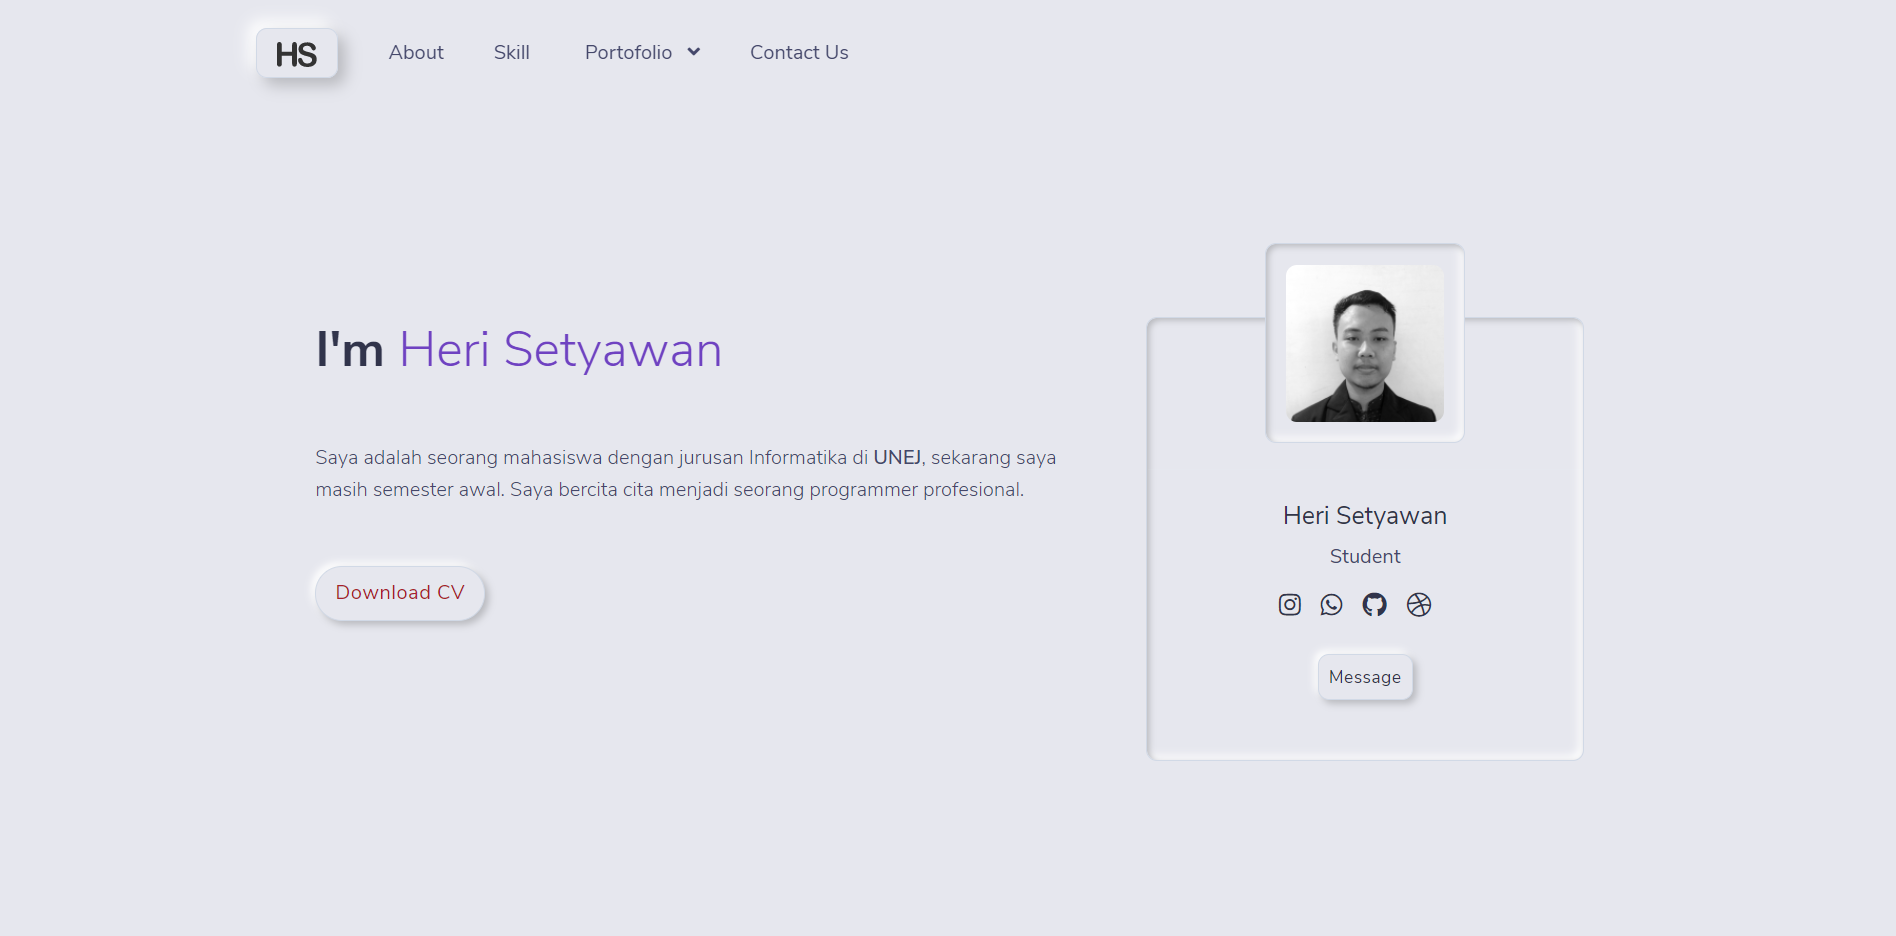 HS
About
Skill
Portofolio
Contact Us
I'm Heri Setyawan
Saya adalah seorang mahasiswa dengan jurusan Informatika di UNEJ, sekarang saya
masih semester awal. Saya bercita cita menjadi seorang programmer profesional.
Download CV
Heri Setyawan
Student
Message